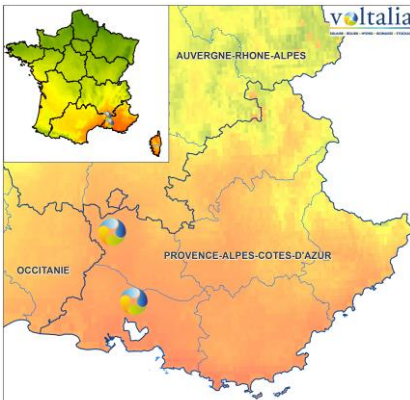 voltalia
AUVERGNE-RHONE-ALPES
PROVENCE-ALPES-COTES-D'AZUR
OCCITANIE